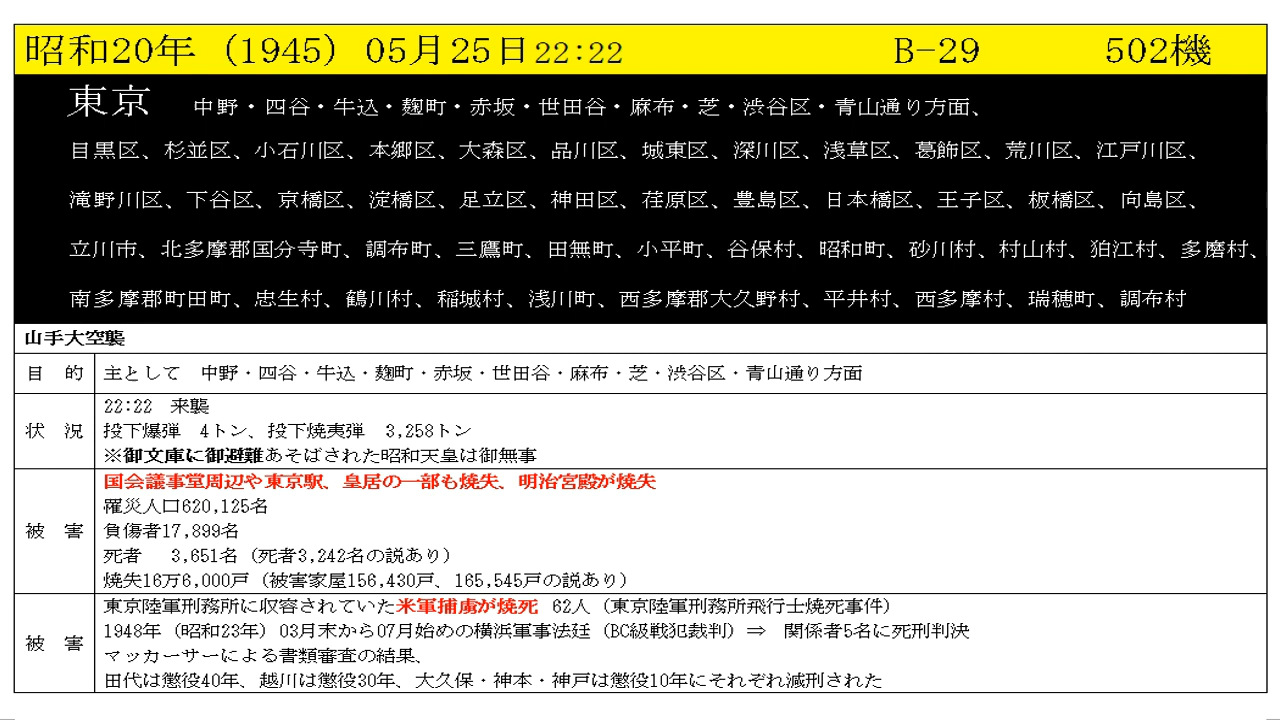 昭和20年（1945）05月25日22:22 B-29 502機
東京 中野・四谷・牛込・麹町・赤坂・世田谷・麻布・芝・渋谷区・青山通り方面、
目黒区、杉並区、小石川区、本郷区、大森区、品川区、城東区、深川区、浅草区、葛飾区、荒川区、江戸川区、
滝野川区、下谷区、京橋区、淀橋区、足立区、神田区、荏原区、豊島区、日本橋区、王子区、板橋区、向島区、
立川市、北多摩郡国分寺町、調布町、三鷹町、田無町、小平町、谷保村、昭和町、砂川村、村山村、狛江村、多磨村、
南多摩郡町田町、忠生村、鶴川村、稲城村、浅川町、西多摩郡大久野村、平井村、西多摩村、瑞穂町、調布村
山手大空襲
目 的 主として 中野・四谷・牛込・麹町・赤坂・世田谷・麻布・芝・渋谷区・青山通り方面
22:22 来襲
状 況 投下爆弾 4トン、投下焼夷弾 3,258トン
※御文庫に御避難あそばされた昭和天皇は御無事
国会議事堂周辺や東京駅、皇居の一部も焼失、明治宮殿が焼失
罹災人口620,125名
被 害 負傷者17,899名
死者 3,651名（死者3,242名の説あり）
焼失16万6,000戸（被害家屋156,430戸、165,545戸の説あり）
東京陸軍刑務所に収容されていた米軍捕虜が焼死 62人（東京陸軍刑務所飛行士焼死事件）
被 害 1948年（昭和23年）03月末から07月始めの横浜軍事法廷（BC級戦犯裁判）⇒ 関係者5名に死刑判決
マッカーサーによる書類審査の結果、
田代は懲役40年、越川は懲役30年、大久保・神本・神戸は懲役10年にそれぞれ減刑された